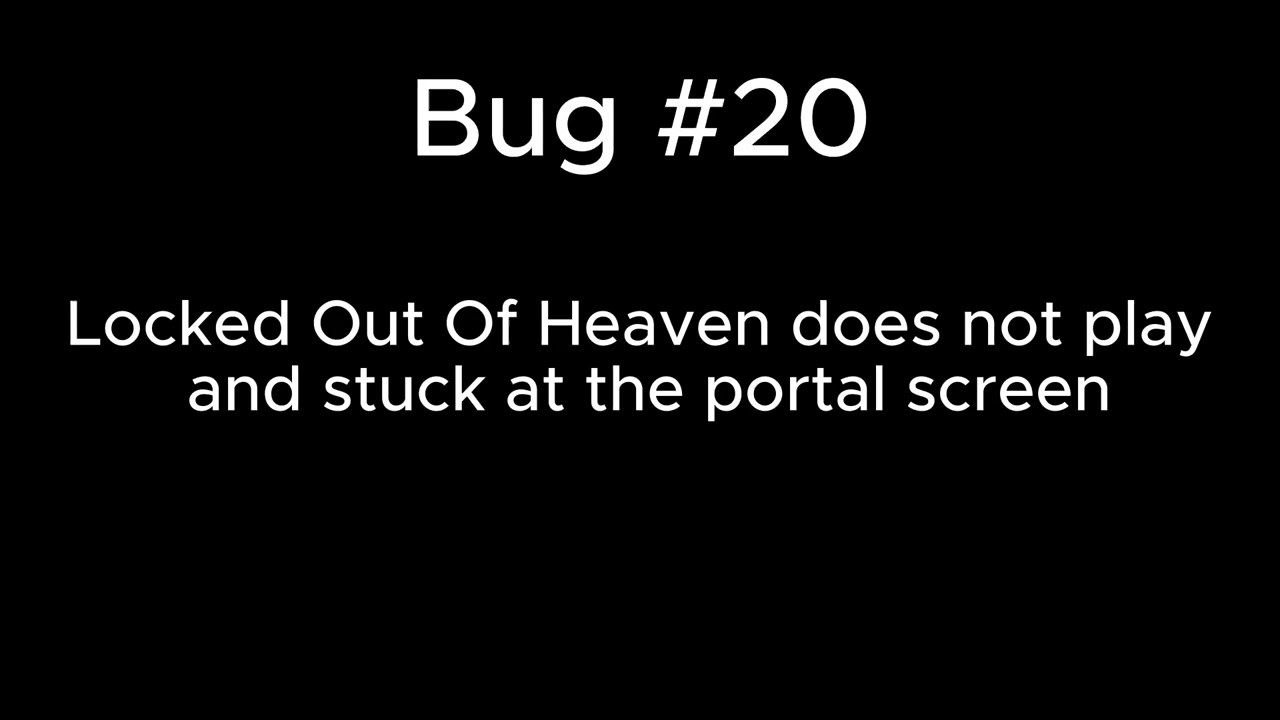 Bug #20
Locked Out Of Heaven does not play
and stuck at the portal screen